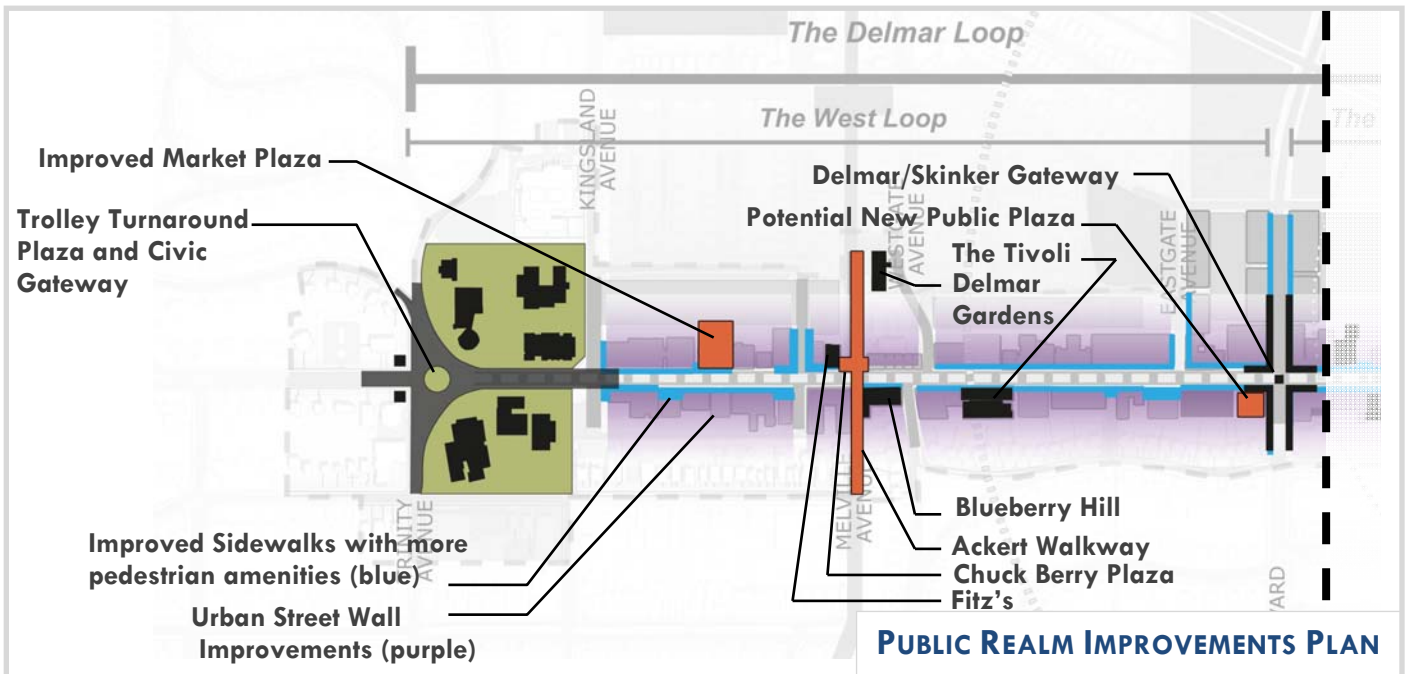 The Delmar Loop
The West Loop
The
KINGSLAND
AVENUE
Improved Market Plaza
Delmar/Skinker Gateway
Trolley Turnaround
Plaza and Civic
Gateway
Potential New Public Plaza
WESTGATE
AVENUE
The Tivoli
Delmar
Gardens
EASTGATE
AVENUE
TRINITY
AVENUE
MELVILLE
AVENUE
Blueberry Hill
Ackert Walkway
Chuck Berry Plaza
Fitz's
Improved Sidewalks with more
pedestrian amenities (blue)
Urban Street Wall
Improvements (purple)
PUBLIC REALM IMPROVEMENTS PLAN